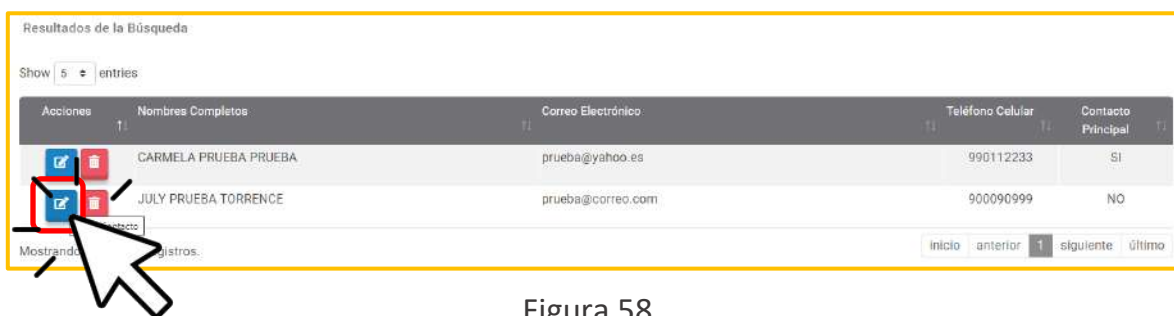 Resultados de la Búsqueda
Show 5 entries
Acciones Nombres Completos Correo Electrónico Teléfono Celular Contacto Principal
CARMELA PRUEBA PRUEBA prueba@yahoo.es 990112233 SI
JULY PRUEBA TORRENCE prueba@correo.com 900090999 NO
Mostrando
inicio anterior 1 siguiente último
Figura 58